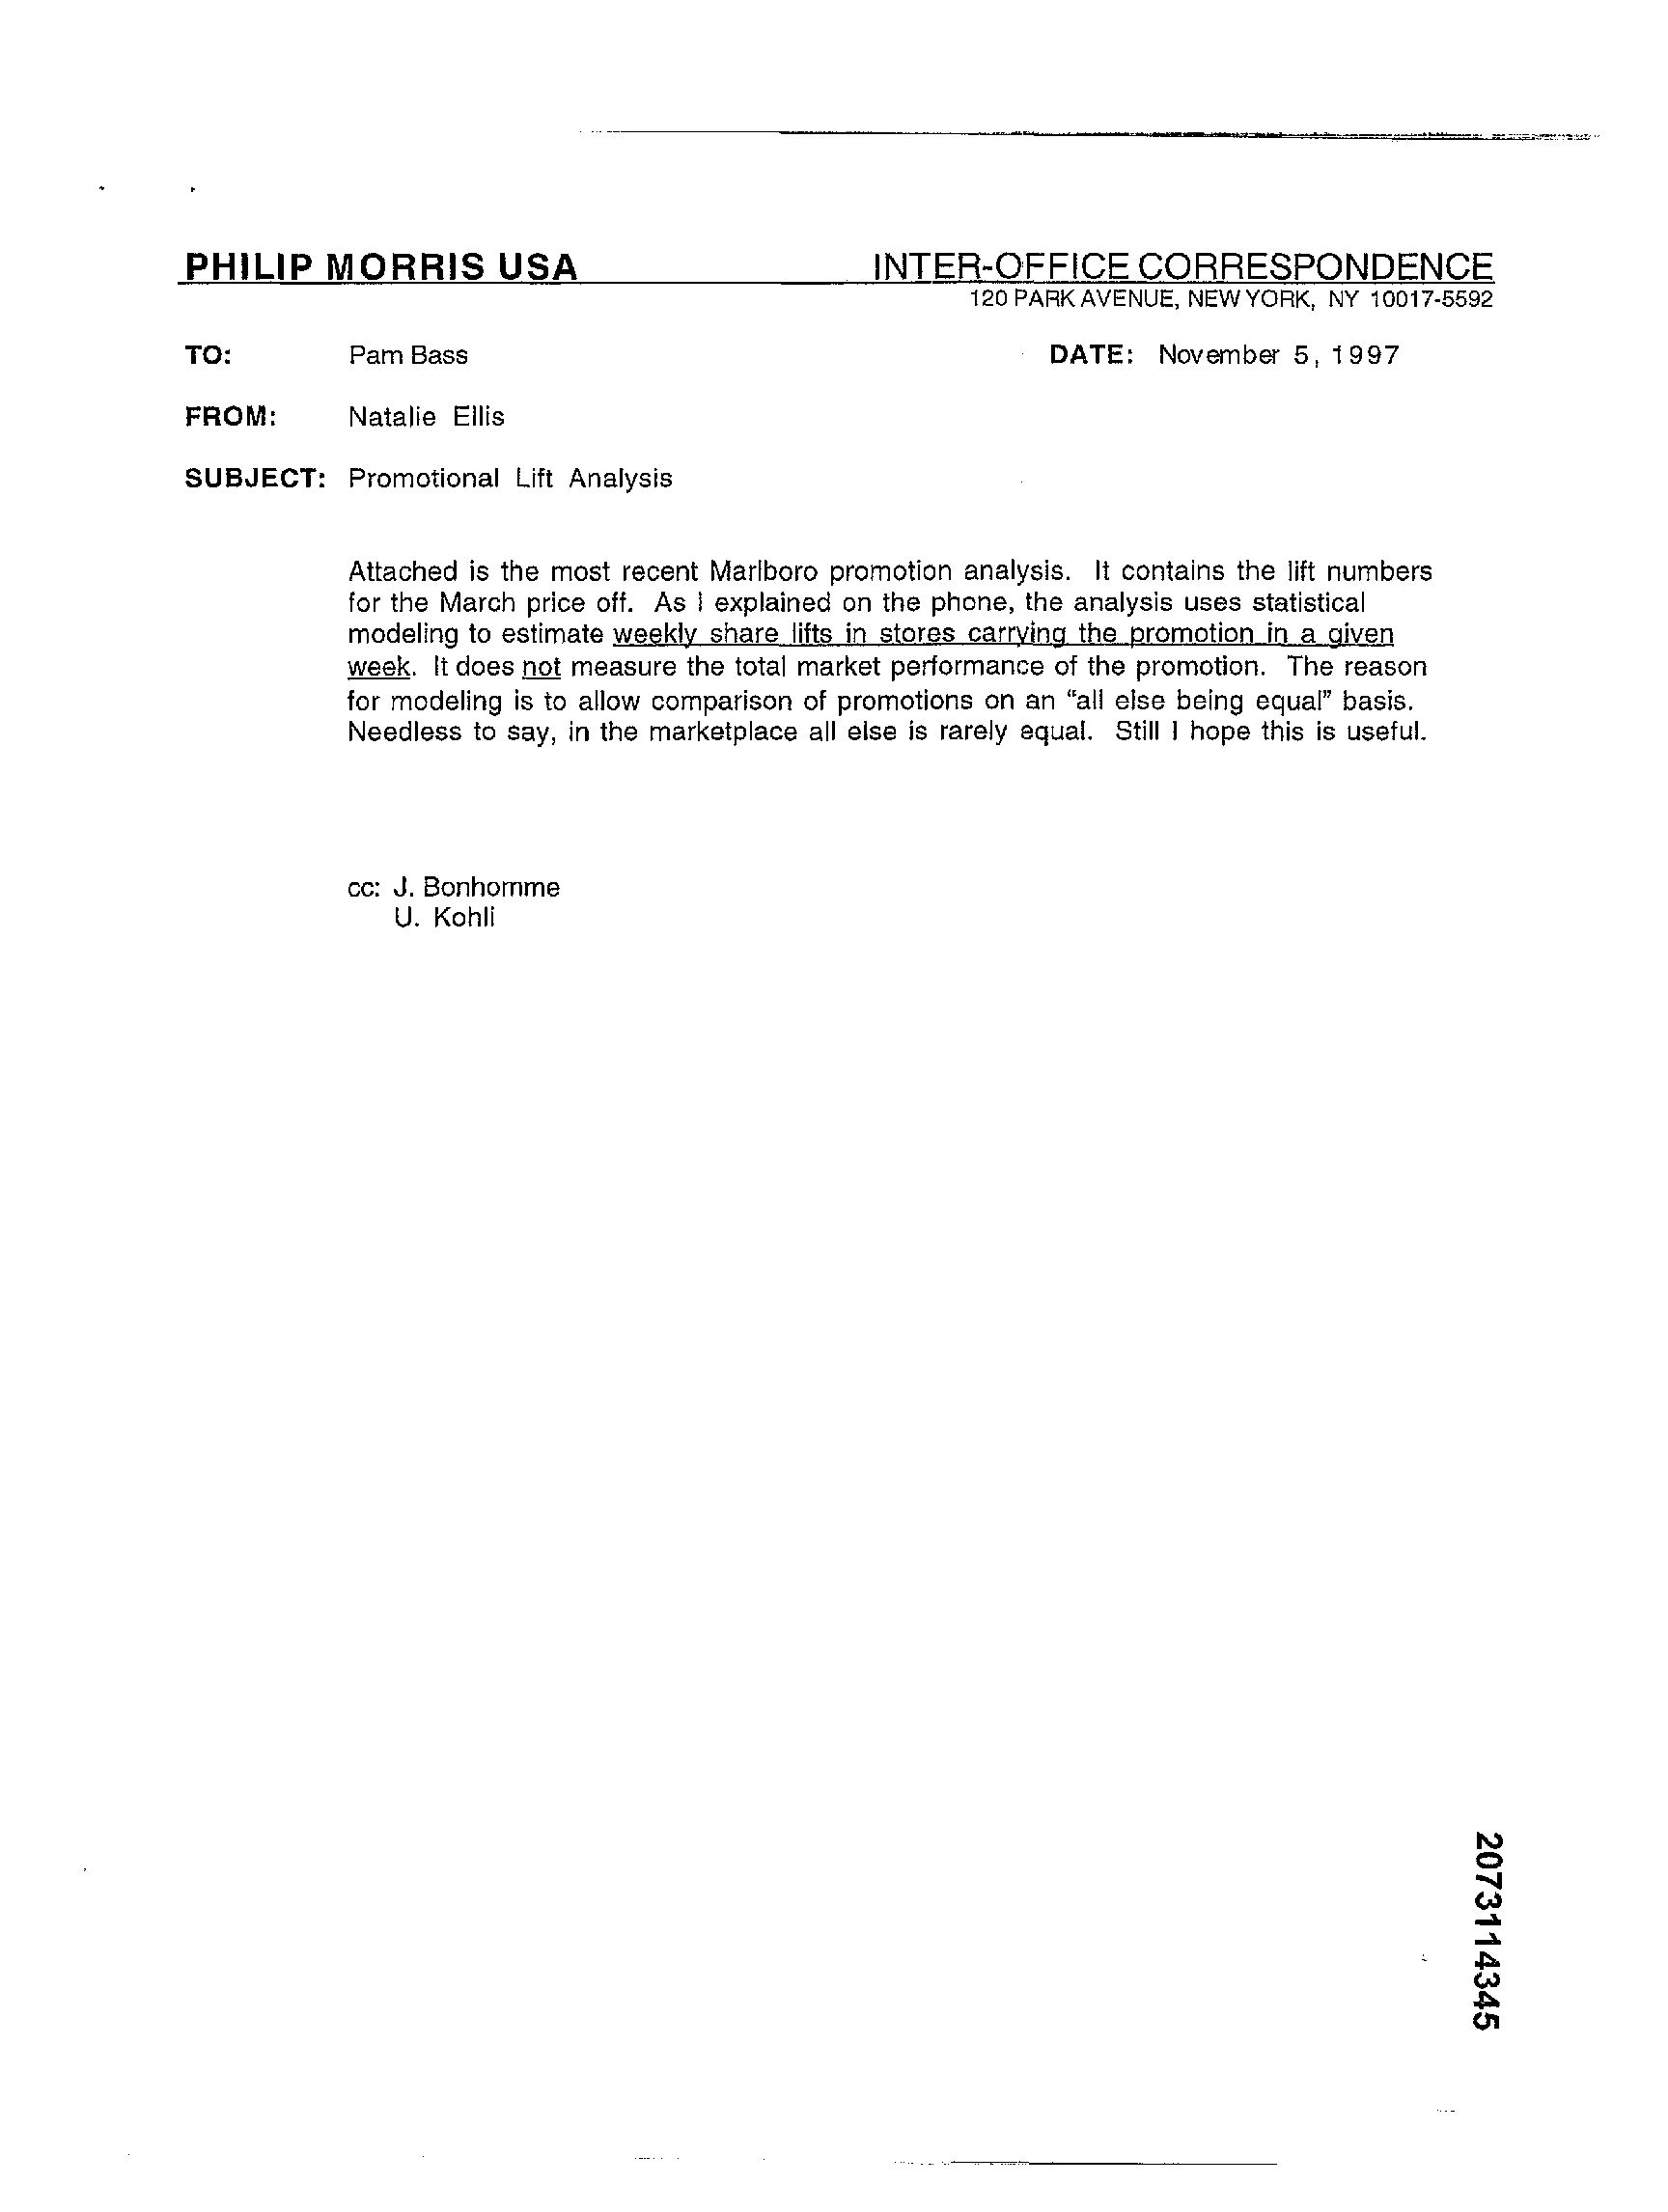 PHILIP MORRIS USA INTER-OFFICE CORRESPONDENCE
120 PARK AVENUE, NEW YORK, NY 10017-5592
TO: Pam Bass DATE: November 5, 1997
FROM: Natalie Ellis
SUBJECT: Promotional Lift Analysis
Attached is the most recent Marlboro promotion analysis. It contains the lift numbers
for the March price off. As I explained on the phone, the analysis uses statistical
modeling to estimate weekly share lifts in stores carrying the promotion in a given
week. It does not measure the total market performance of the promotion. The reason
for modeling is to allow comparison of promotions on an “all else being equal” basis.
Needless to say, in the marketplace all else is rarely equal. Still I hope this is useful.
cc: J. Bonhomme
U. Kohli
2073114345